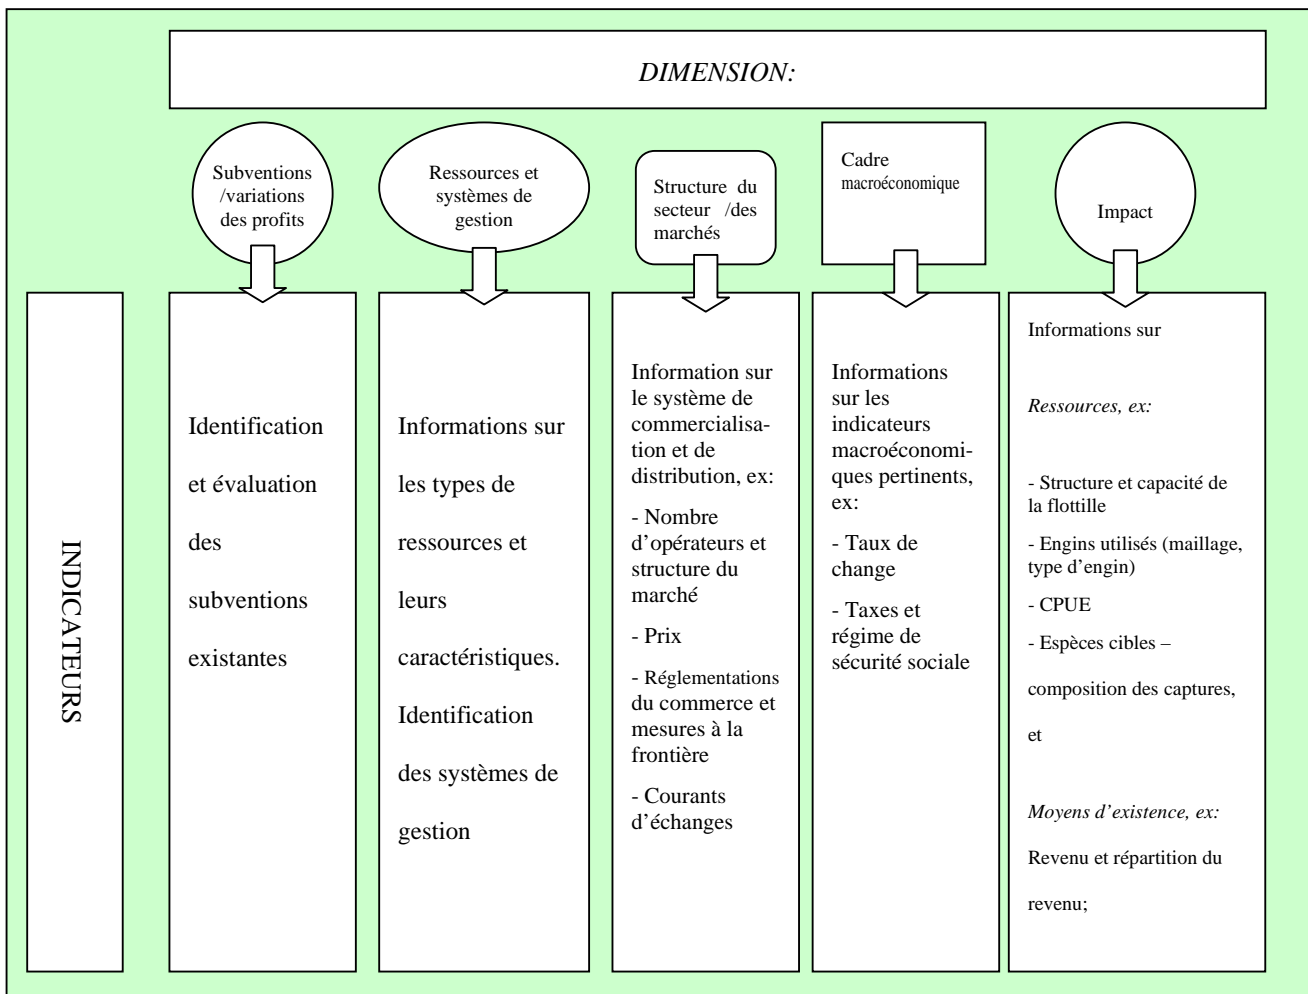 DIMENSION:
Subventions
/variations
des profits
Ressources et
systèmes de
gestion
Structure du
secteur /des
marchés
Cadre
macroéconomique
Impact
INDICATEURS
Identification
et évaluation
des
subventions
existantes
Informations sur
les types de
ressources et
leurs
caractéristiques.
Identification
des systèmes de
gestion
Information sur
le système de
commercialisa-
tion et de
distribution, ex:
- Nombre
d’opérateurs et
structure du
marché
- Prix
- Réglementations
du commerce et
mesures à la
frontière
- Courants
d’échanges
Informations
sur les
indicateurs
macroéconomi-
ques pertinents,
ex:
- Taux de
change
- Taxes et
régime de
sécurité sociale
Informations sur
Ressources, ex:
- Structure et capacité de
la flottille
- Engins utilisés (maillage,
type d’engin)
- CPUE
- Espèces cibles –
composition des captures,
et
Moyens d’existence, ex:
Revenu et répartition du
revenu;